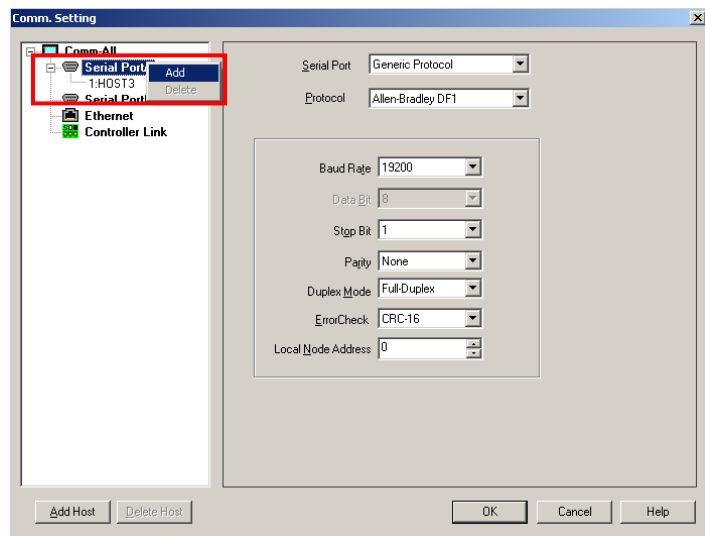 Comm. Setting
Comm-All
Serial Port
Add
1:HOST3
Delete
Serial Port
Ethernet
Controller Link
Serial Port Generic Protocol
Protocol Allen-Bradley DF1
Baud Rate 19200
Data Bit 8
Stop Bit 1
Parity None
Duplex Mode Full-Duplex
ErrorCheck CRC-16
Local Node Address 0
Add Host
Delete Host
OK
Cancel
Help